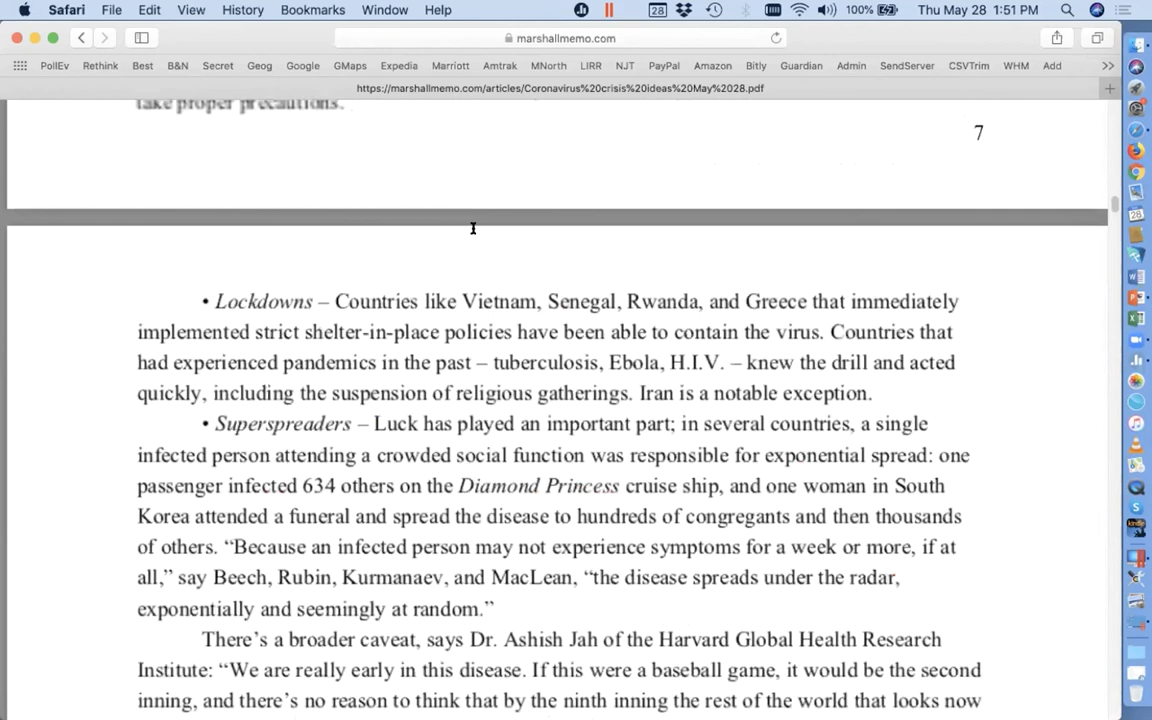 Safari File Edit View History Bookmarks Window Help 28 100% Thu May 28 1:51 PM
marshallmemo.com
PollEv Rethink Best B&N Secret Geog Google GMaps Expedia Marriott Amtrak MNorth LIRR NJT PayPal Amazon Bitly Guardian Admin SendServer CSVTrim WHM Add >>
https://marshallmemo.com/articles/Coronavirus%20crisis%20ideas%20May%2028.pdf
take proper precautions.
7
• Lockdowns – Countries like Vietnam, Senegal, Rwanda, and Greece that immediately
implemented strict shelter-in-place policies have been able to contain the virus. Countries that
had experienced pandemics in the past – tuberculosis, Ebola, H.I.V. – knew the drill and acted
quickly, including the suspension of religious gatherings. Iran is a notable exception.
• Superspreaders – Luck has played an important part; in several countries, a single
infected person attending a crowded social function was responsible for exponential spread: one
passenger infected 634 others on the Diamond Princess cruise ship, and one woman in South
Korea attended a funeral and spread the disease to hundreds of congregants and then thousands
of others. “Because an infected person may not experience symptoms for a week or more, if at
all,” say Beech, Rubin, Kurmanaev, and MacLean, “the disease spreads under the radar,
exponentially and seemingly at random.”
There’s a broader caveat, says Dr. Ashish Jah of the Harvard Global Health Research
Institute: “We are really early in this disease. If this were a baseball game, it would be the second
inning, and there’s no reason to think that by the ninth inning the rest of the world that looks now